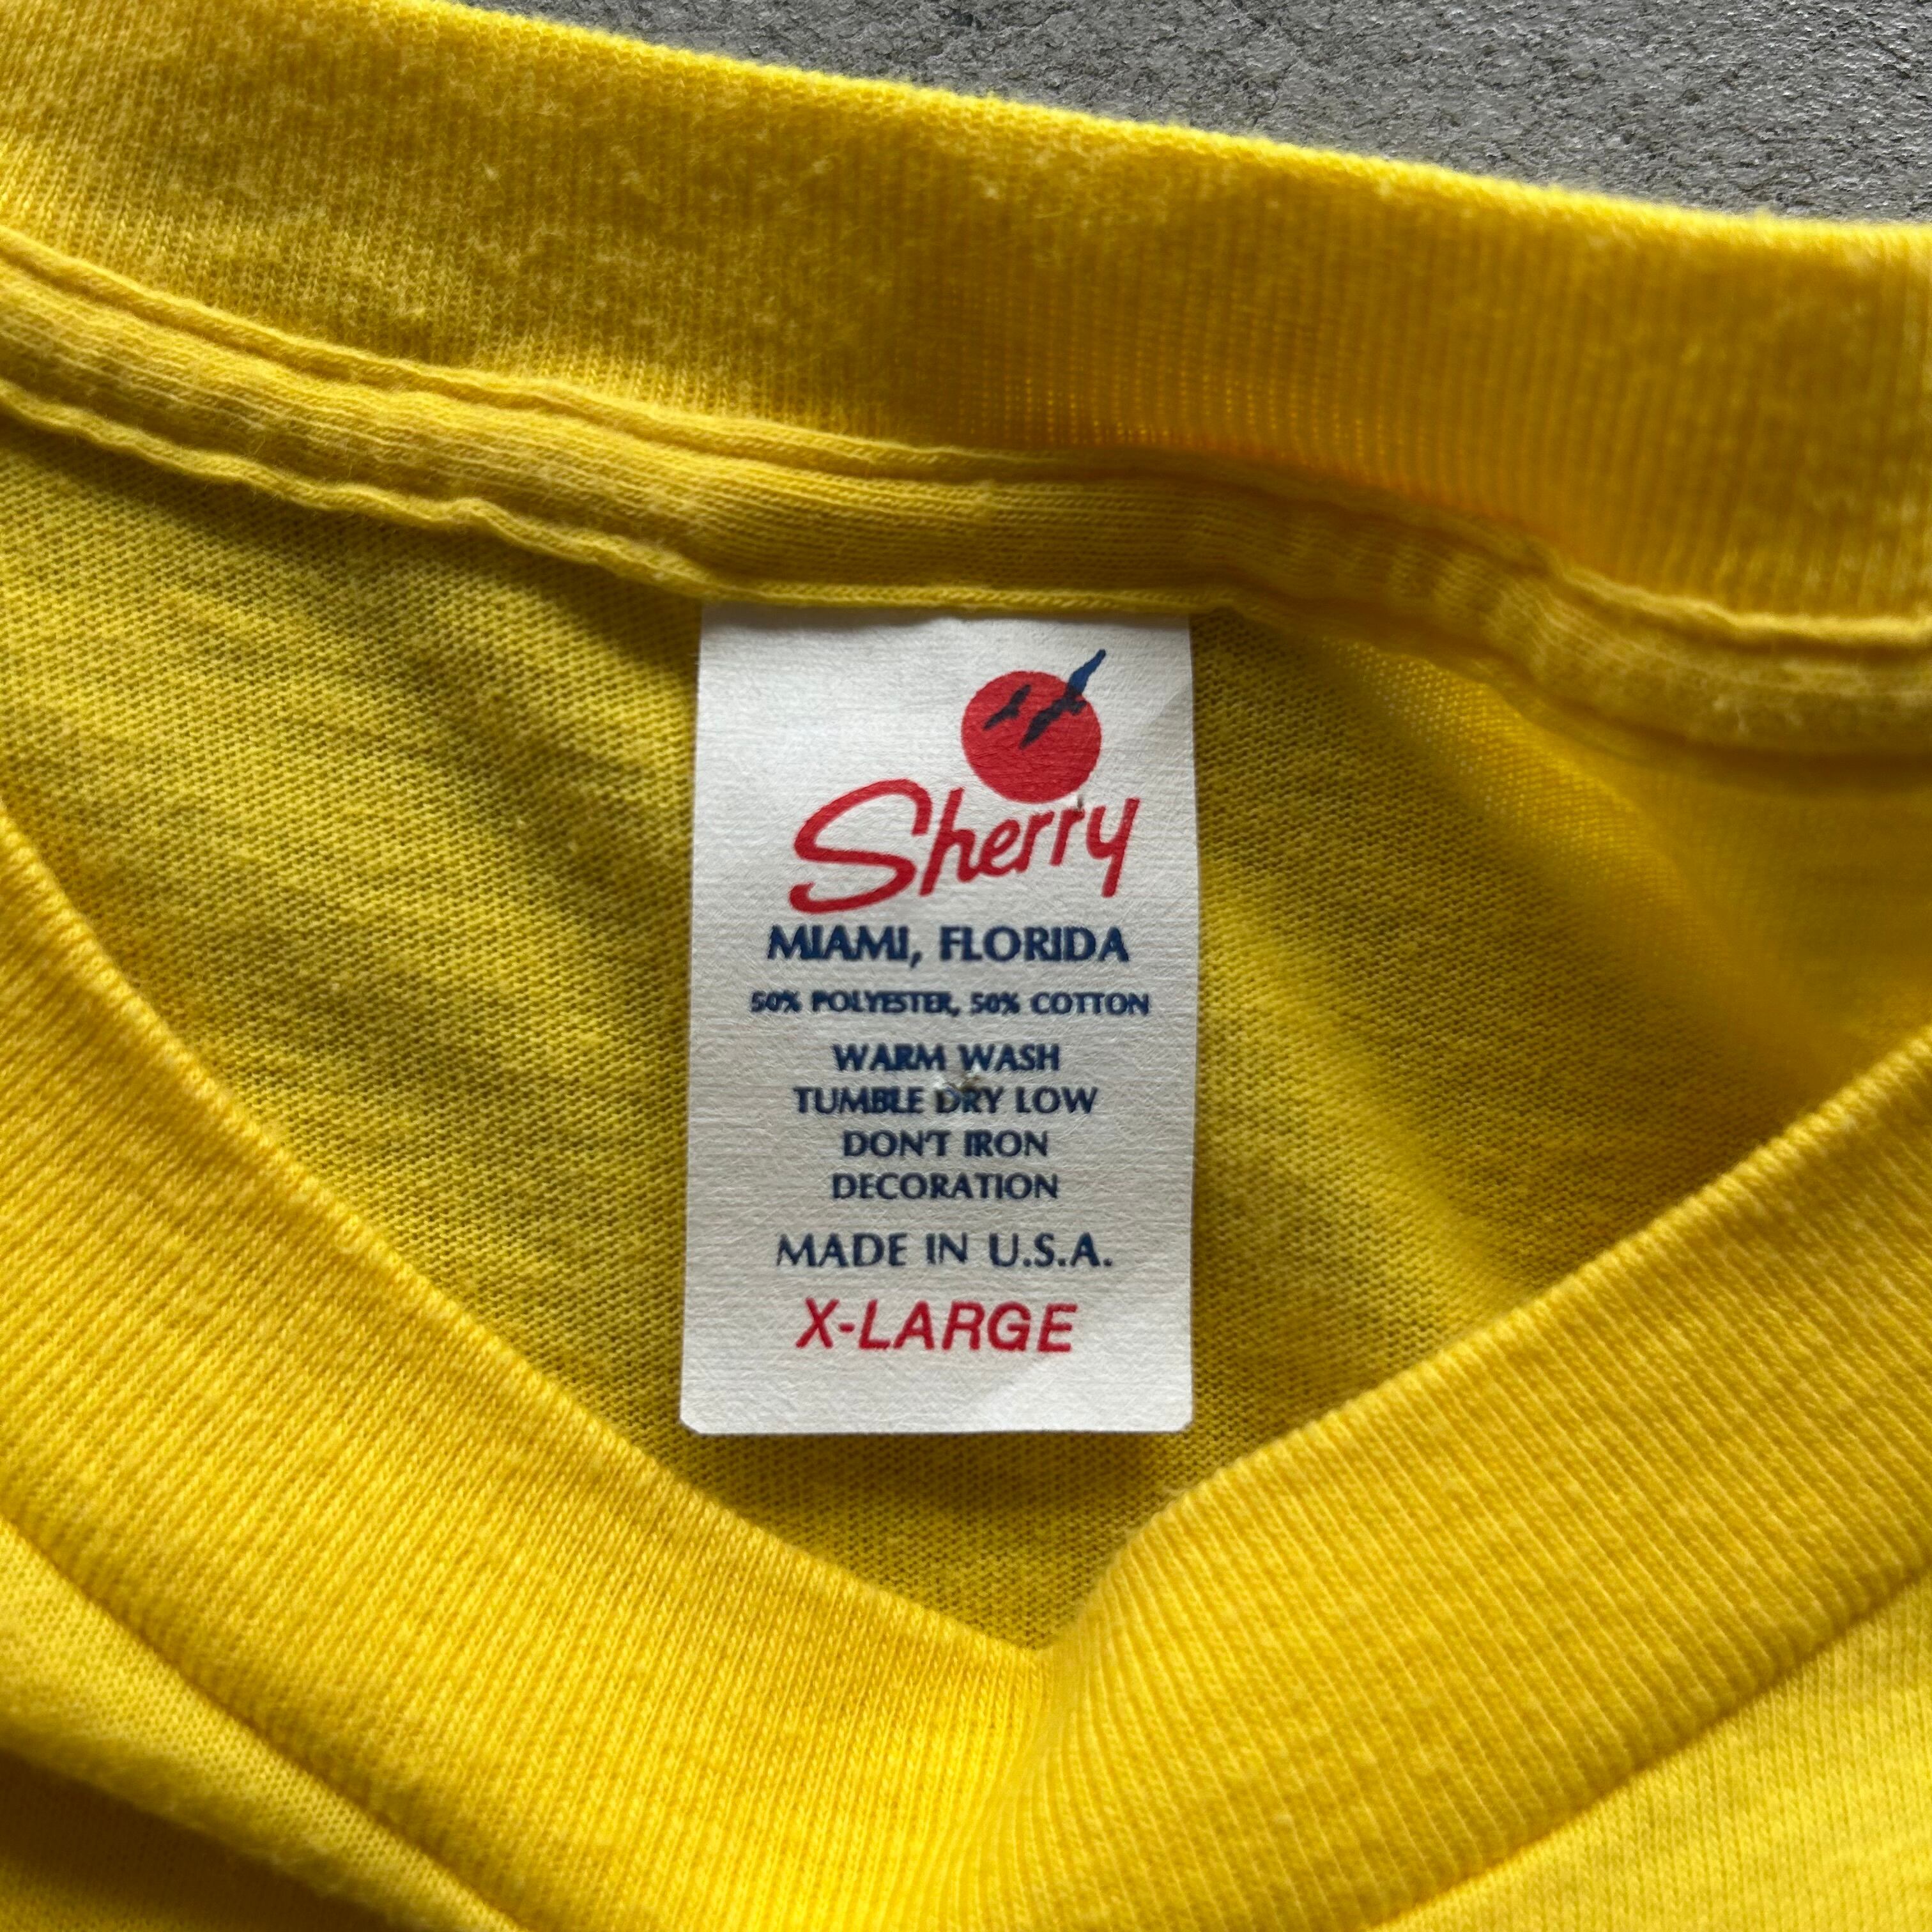 Sherry
MIAMI, FLORIDA
50% POLYESTER, 50% COTTON
WARM WASH
TUMBLE DRY LOW
DON'T IRON
DECORATION
MADE IN U.S.A.
X-LARGE